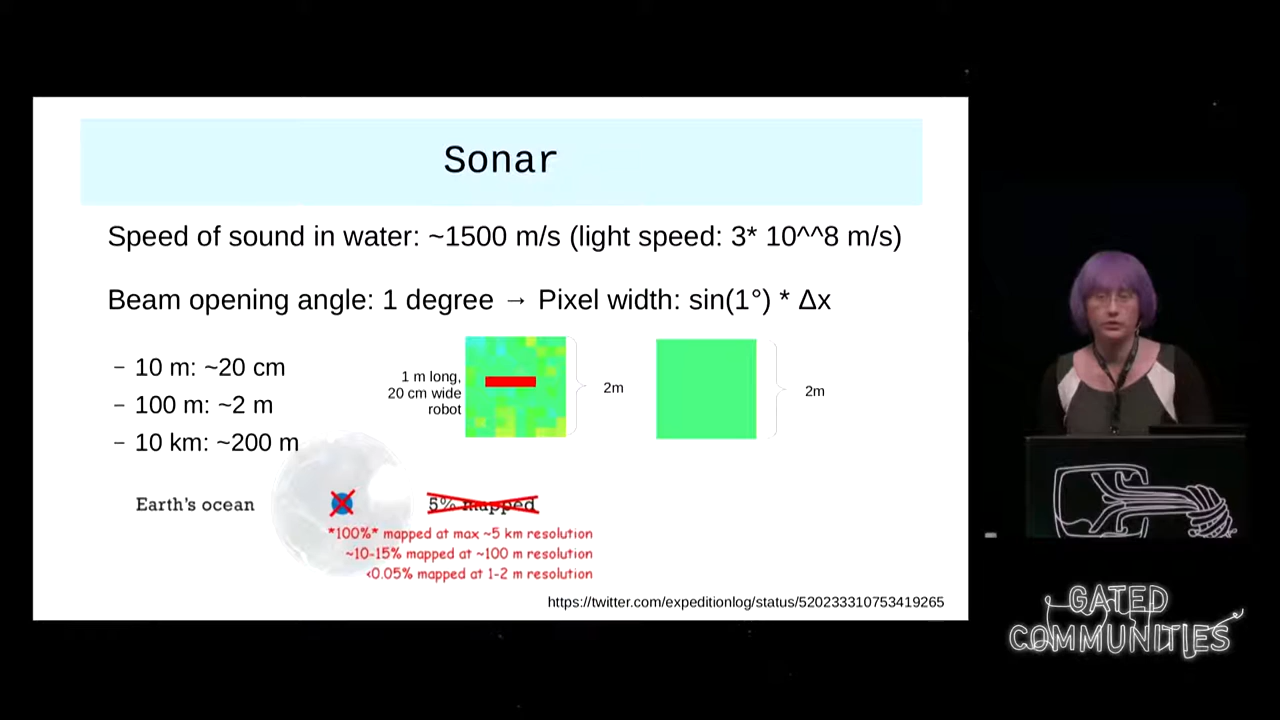 Sonar
Speed of sound in water: ~1500 m/s (light speed: 3* 10^^8 m/s)
Beam opening angle: 1 degree → Pixel width: sin(1°) * Δx
– 10 m: ~20 cm
– 100 m: ~2 m
– 10 km: ~200 m
1 m long,
20 cm wide
robot
2m
2m
Earth's ocean
5% mapped
*100%* mapped at max ~5 km resolution
~10-15% mapped at ~100 m resolution
<0.05% mapped at 1-2 m resolution
https://twitter.com/expeditionlog/status/520233310753419265
GATED
COMMUNITIES